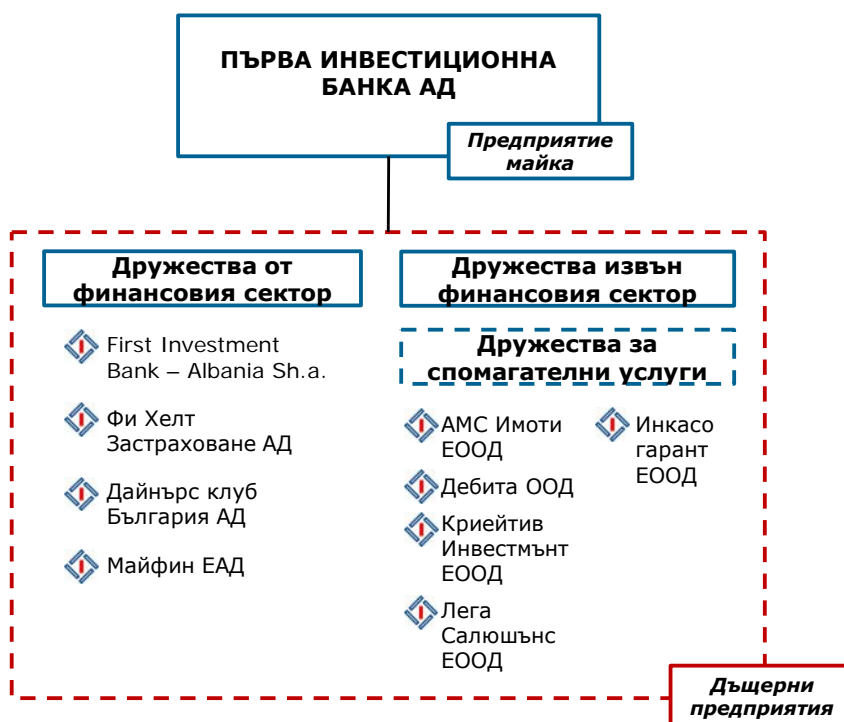 ПЪРВА ИНВЕСТИЦИОННА
БАНКА АД
Предприятие
майка
Дружества от
финансовия сектор
First Investment
Bank – Albania Sh.a.
Фи Хелт
Застраховане АД
Дайнърс клуб
България АД
Майфин ЕАД
Дружества извън
финансовия сектор
Дружества за
спомагателни услуги
АМС Имоти
ЕООД
Дебита ООД
Криейтив
Инвестмънт
ЕООД
Лега
Салюшънс
ЕООД
Инкасо
гарант
ЕООД
Дъщерни
предприятия